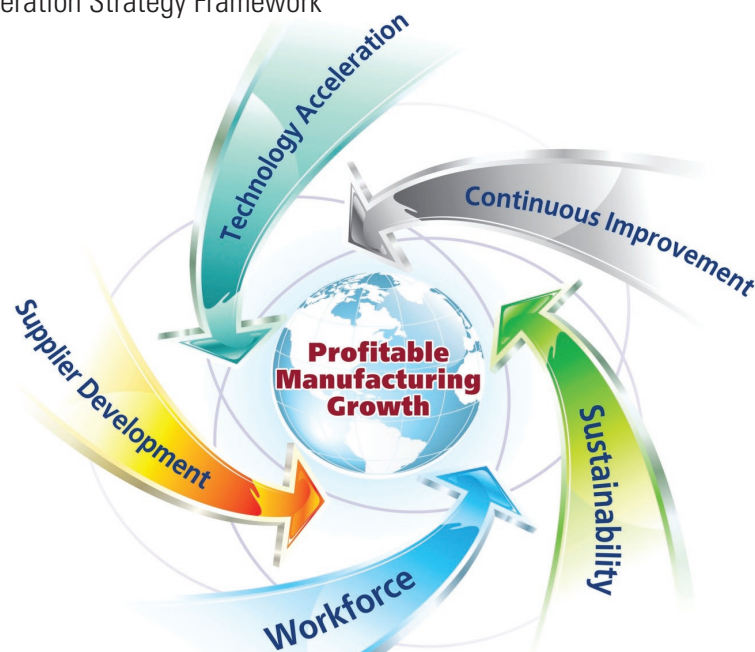 eration Strategy Framework
Technology Acceleration
Continuous Improvement
Supplier Development
Profitable
Manufacturing
Growth
Sustainability
Workforce